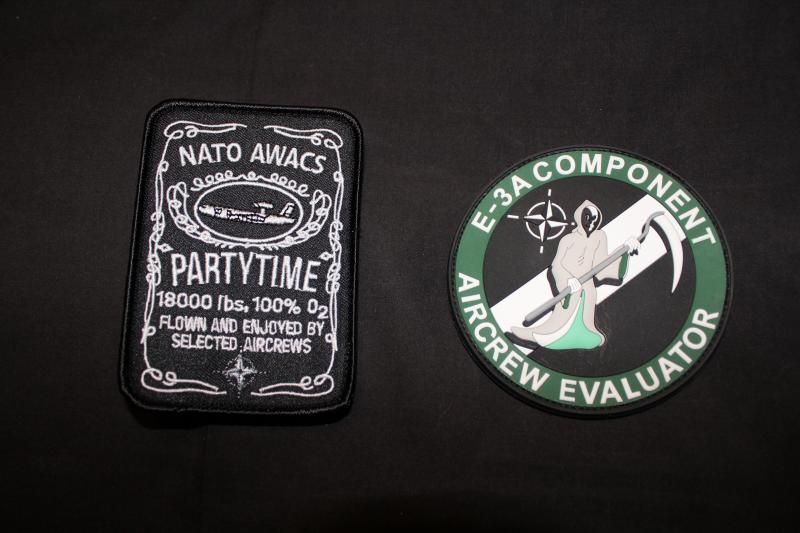 NATO AWACS
PARTYTIME
18000 lbs, 100% O2
FLOWN AND ENJOYED BY
SELECTED AIRCREWS
E-3A COMPONENT
AIRCREW EVALUATOR